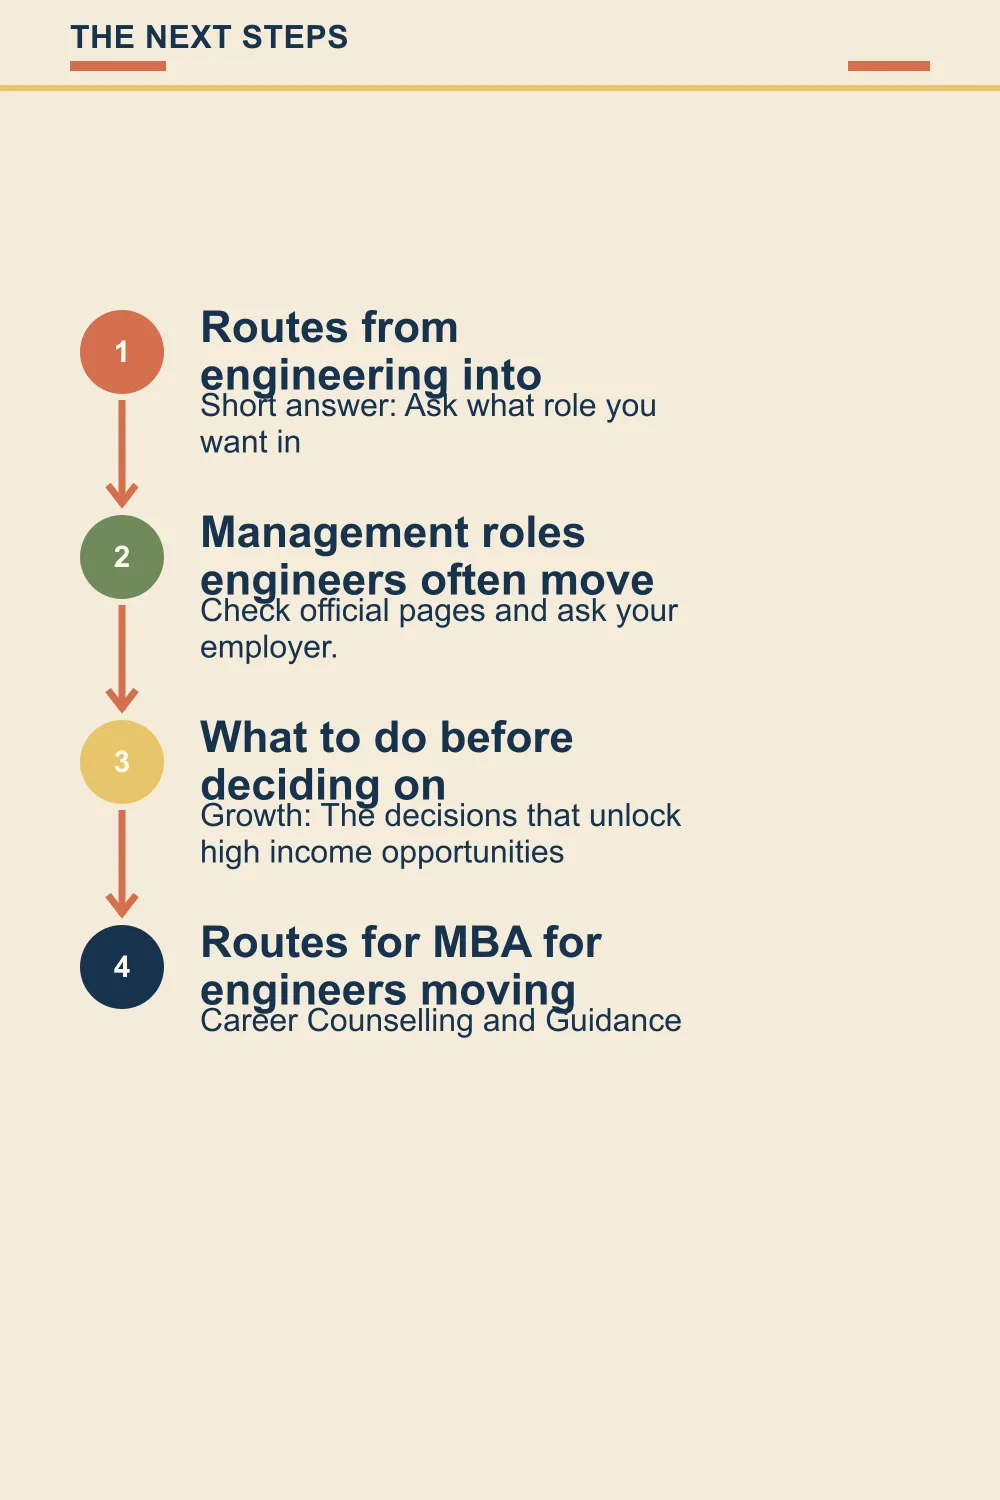 THE NEXT STEPS
1
Routes from
engineering into
Short answer: Ask what role you
want in
2
Management roles
engineers often move
Check official pages and ask your
employer.
3
What to do before
deciding on
Growth: The decisions that unlock
high income opportunities
4
Routes for MBA for
engineers moving
Career Counselling and Guidance